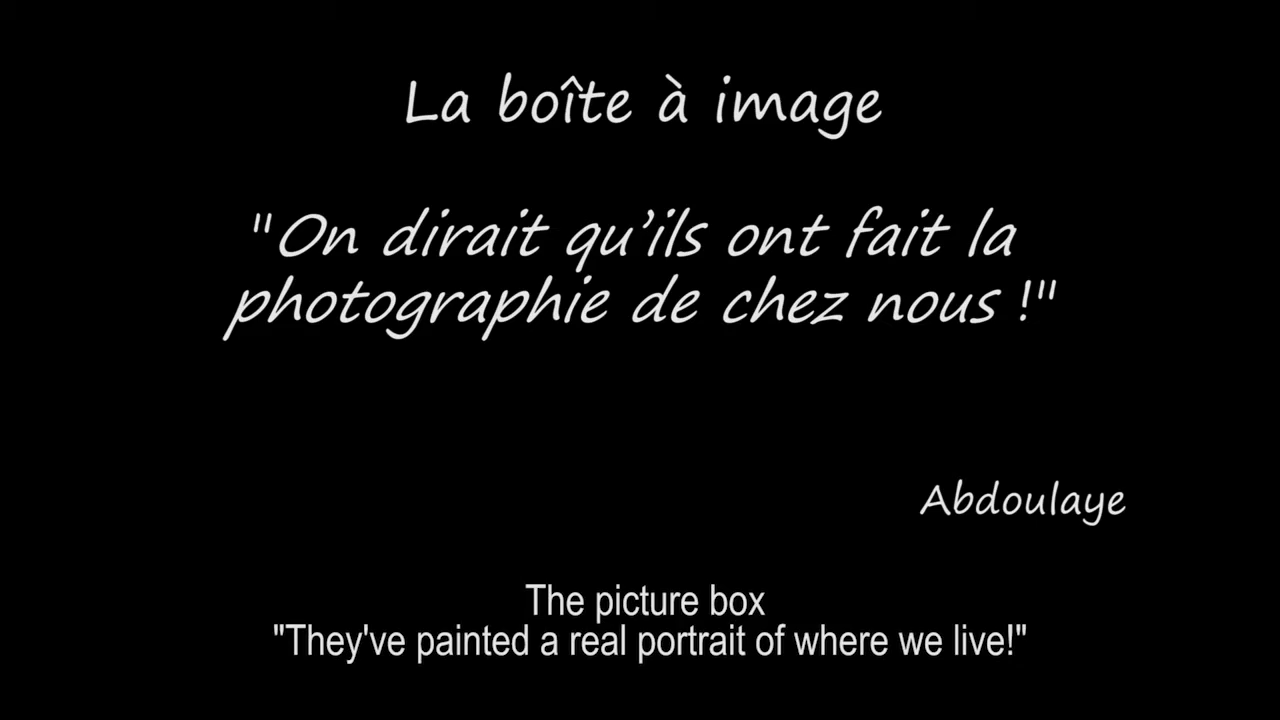 La boîte à image
"On dirait qu’ils ont fait la
photographie de chez nous !"
Abdoulaye
The picture box
"They've painted a real portrait of where we live!"